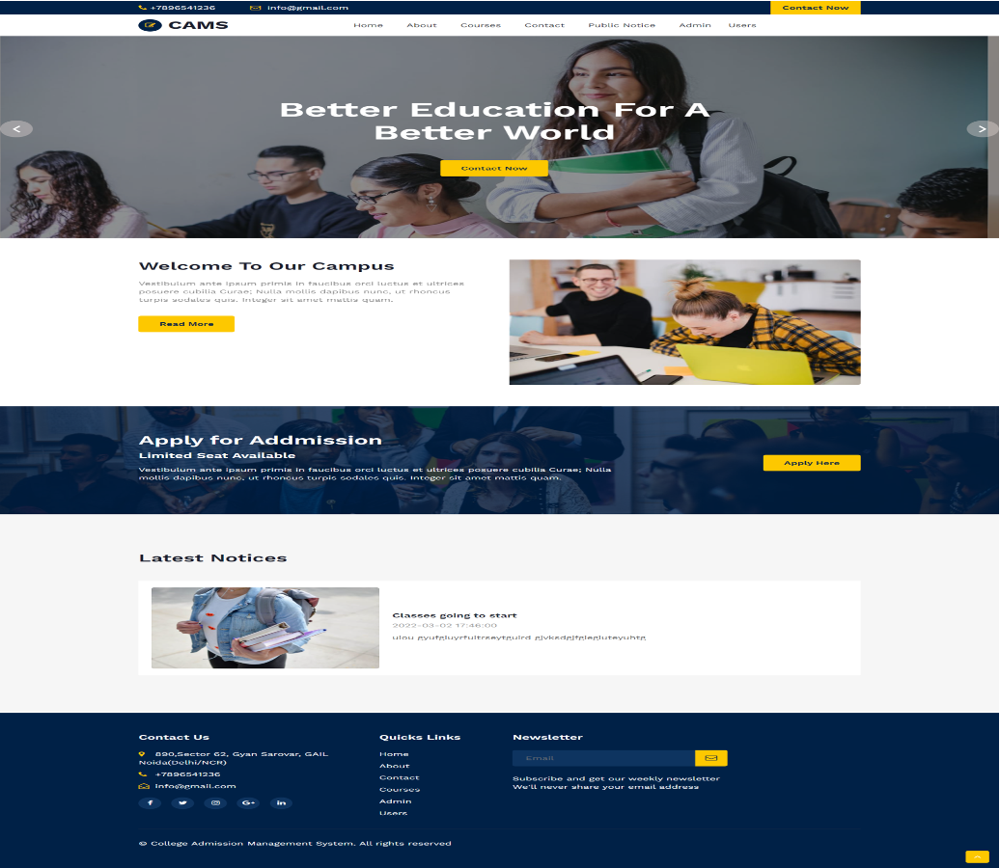 +7896541236
info@gmail.com
Contact Now
CAMS
Home About Courses Contact Public Notice Admin Users
Better Education For A
Better World
<
>
Contact Now
Welcome To Our Campus
Vestibulum ante ipsum primis in faucibus orci luctus et ultrices
posuere cubilia Curae; Nulla mollis dapibus nunc, ut rhoncus
turpis sodales quis. Integer sit amet mattis quam.
Read More
Apply for Addmission
Limited Seat Available
Vestibulum ante ipsum primis in faucibus orci luctus et ultrices posuere cubilia Curae; Nulla
mollis dapibus nunc, ut rhoncus turpis sodales quis. Integer sit amet mattis quam.
Apply Here
Latest Notices
Classes going to start
2022-03-02 17:46:00
Contact Us
890,Sector 62, Gyan Sarovar, GAIL
Noida(Delhi/NCR)
+7896541236
info@gmail.com
Quicks Links
Home
About
Contact
Courses
Admin
Users
Newsletter
Email
Subscribe and get our weekly newsletter
We'll never share your email address
© College Admission Management System. All rights reserved